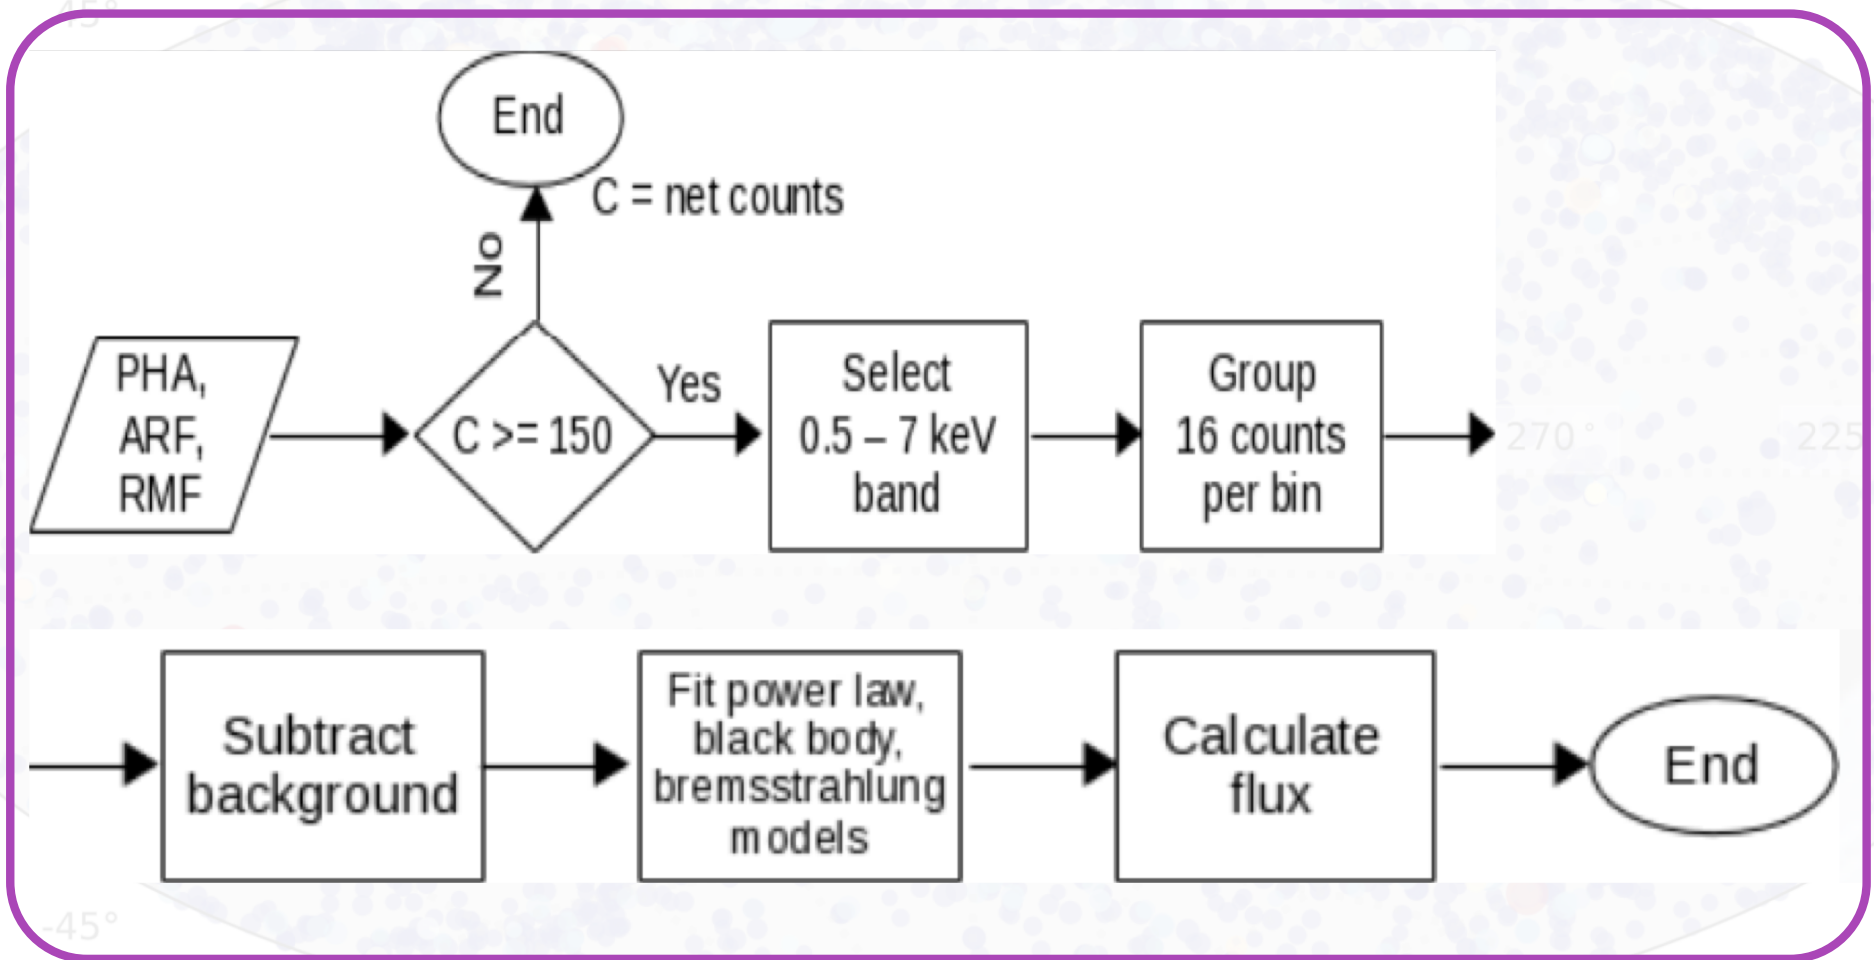 45°
End
C = net counts
No
PHA,
ARF,
RMF
C >= 150
Yes
Select
0.5 – 7 keV
band
Group
16 counts
per bin
270°
225
Subtract
background
Fit power law,
black body,
bremsstrahlung
models
Calculate
flux
End
-45°